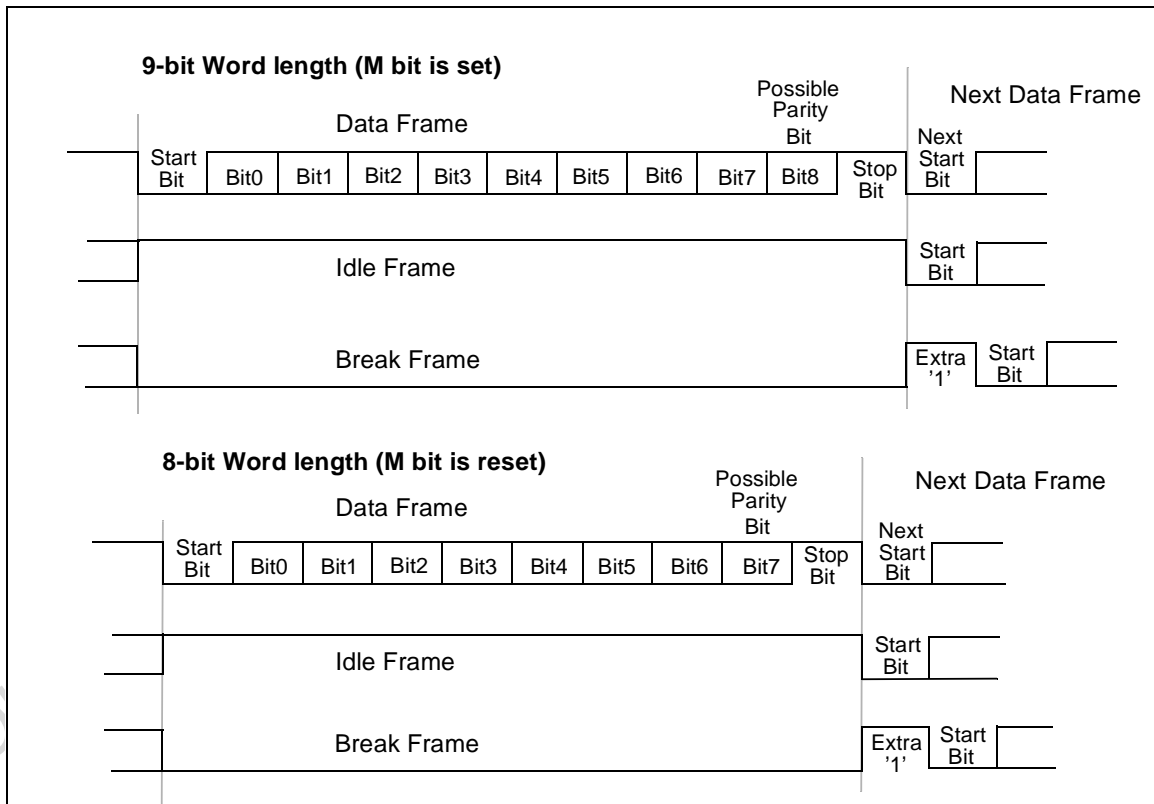 9-bit Word length (M bit is set)
Possible
Parity
Bit
Next Data Frame
Data Frame
Next
Start
Bit
Start
Bit
Bit0 Bit1 Bit2 Bit3 Bit4 Bit5 Bit6 Bit7 Bit8
Stop
Bit
Idle Frame
Start
Bit
Break Frame
Extra
'1'
Start
Bit
8-bit Word length (M bit is reset)
Possible
Parity
Bit
Next Data Frame
Data Frame
Next
Start
Bit
Start
Bit
Bit0 Bit1 Bit2 Bit3 Bit4 Bit5 Bit6 Bit7
Stop
Bit
Idle Frame
Start
Bit
Break Frame
Extra
'1'
Start
Bit